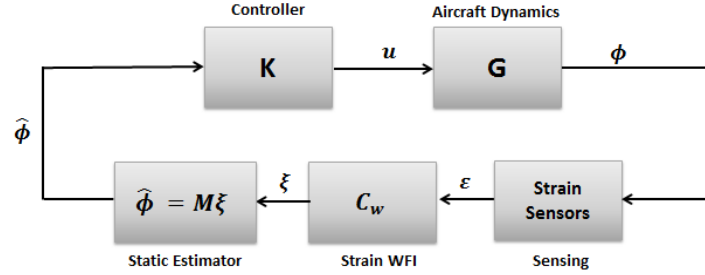 Controller
Aircraft Dynamics
K
u
G
ϕ
ϕ̂
ϕ̂ = Mξ
ξ
C_w
ε
Strain
Sensors
Static Estimator
Strain WFI
Sensing